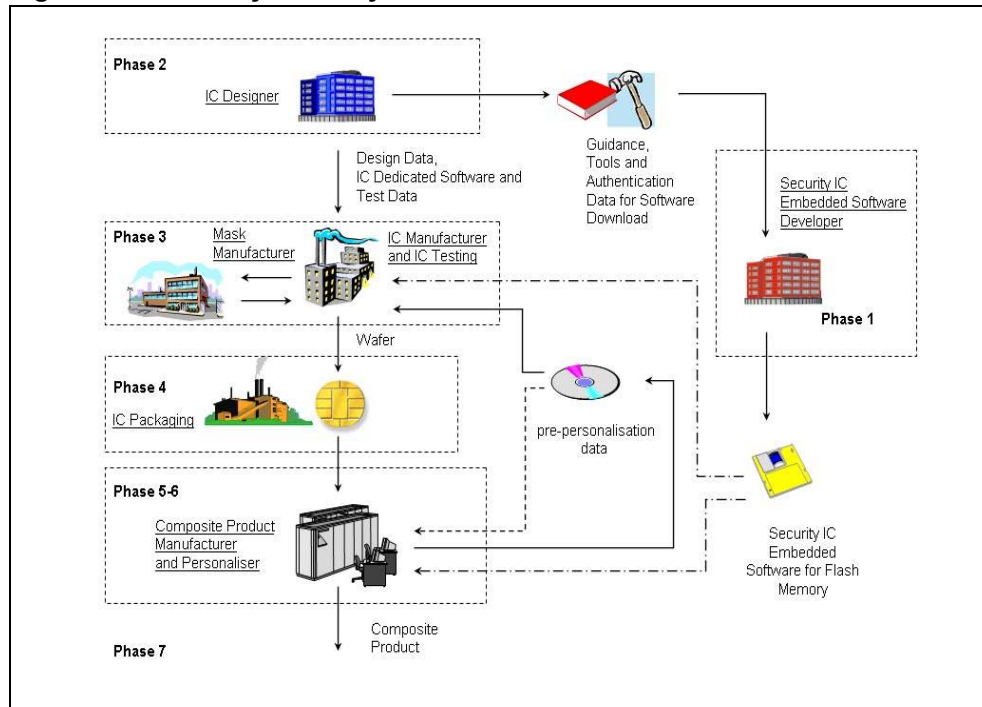 Phase 2
IC Designer
Guidance,
Tools and
Authentication
Data for Software
Download
Design Data,
IC Dedicated Software and
Test Data
Security IC
Embedded Software
Developer
Phase 1
Phase 3
Mask
Manufacturer
IC Manufacturer
and IC Testing
Wafer
Phase 4
IC Packaging
pre-personalisation
data
Phase 5-6
Composite Product
Manufacturer
and Personaliser
Security IC
Embedded
Software for Flash
Memory
Composite
Product
Phase 7